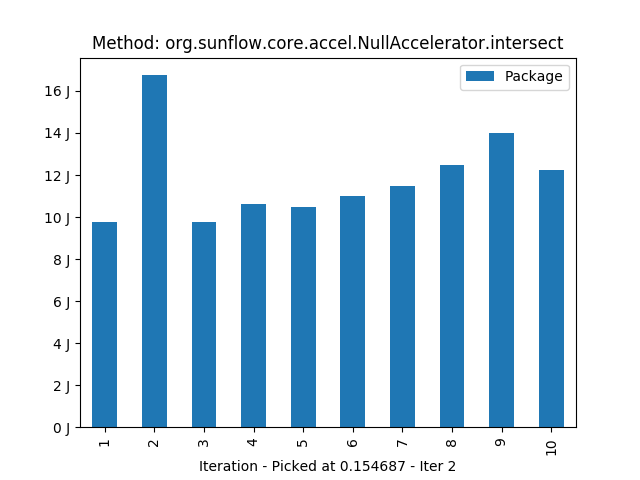 Method: org.sunflow.core.accel.NullAccelerator.intersect
Package
16 J
14 J
12 J
10 J
8 J
6 J
4 J
2 J
0 J
1 2 3 4 5 6 7 8 9 10
Iteration - Picked at 0.154687 - Iter 2